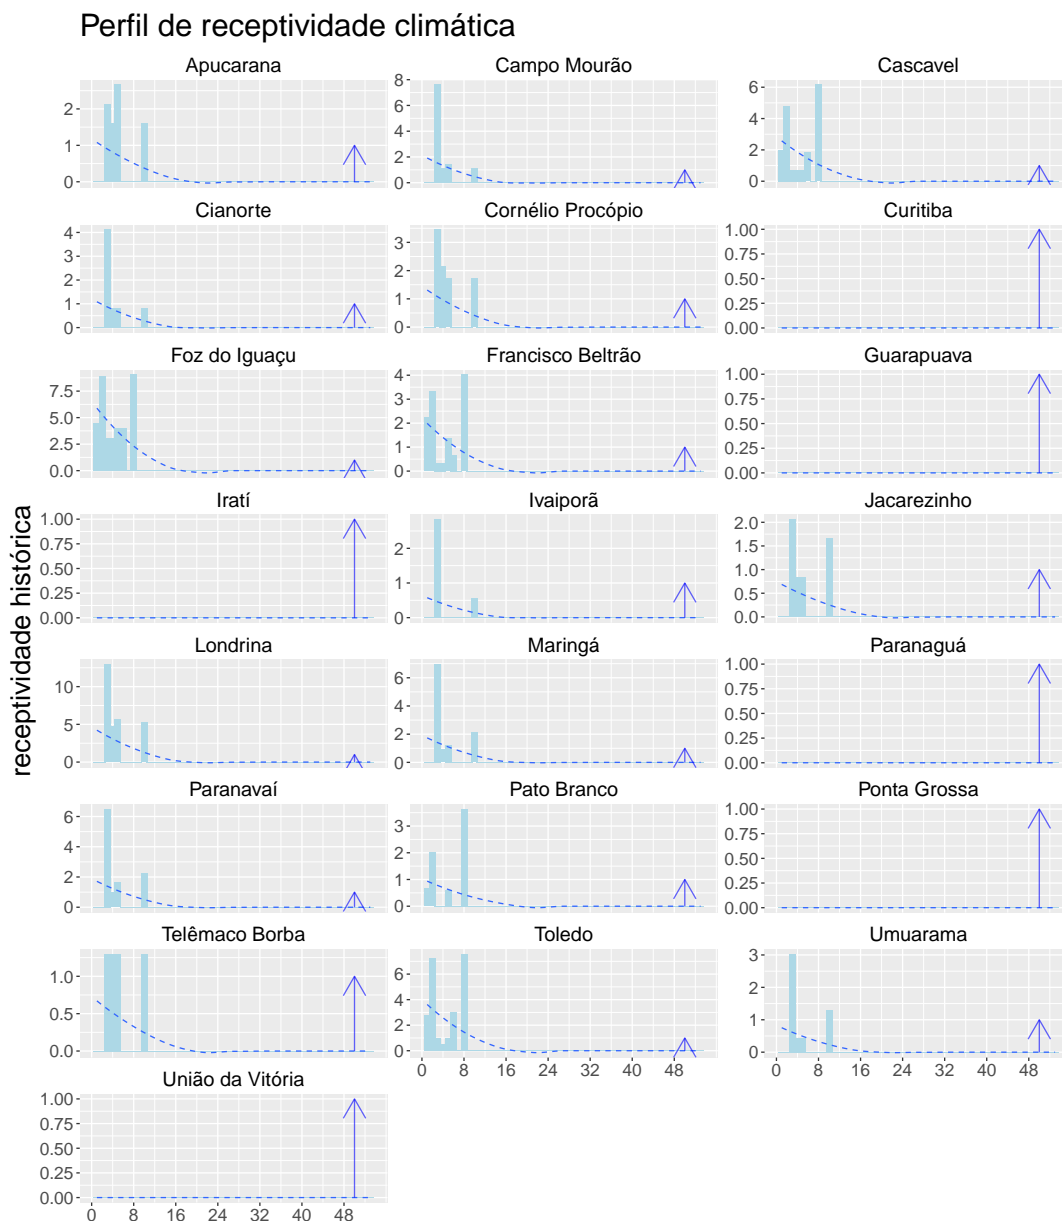 Perfil de receptividade climática
receptividade histórica
Apucarana Campo Mourão Cascavel
2 1 0
8 6 4 2 0
6 4 2 0
Cianorte Cornélio Procópio Curitiba
4 3 2 1 0
3 2 1 0
1.00 0.75 0.50 0.25 0.00
Foz do Iguaçu Francisco Beltrão Guarapuava
7.5 5.0 2.5 0.0
4 3 2 1 0
1.00 0.75 0.50 0.25 0.00
Iratí Ivaiporã Jacarezinho
1.00 0.75 0.50 0.25 0.00
2 1 0
2.0 1.5 1.0 0.5 0.0
Londrina Maringá Paranaguá
10 5 0
6 4 2 0
1.00 0.75 0.50 0.25 0.00
Paranavaí Pato Branco Ponta Grossa
6 4 2 0
3 2 1 0
1.00 0.75 0.50 0.25 0.00
Telêmaco Borba Toledo Umuarama
1.0 0.5 0.0
6 4 2 0
3 2 1 0
0 8 16 24 32 40 48
0 8 16 24 32 40 48
União da Vitória
1.00 0.75 0.50 0.25 0.00
0 8 16 24 32 40 48